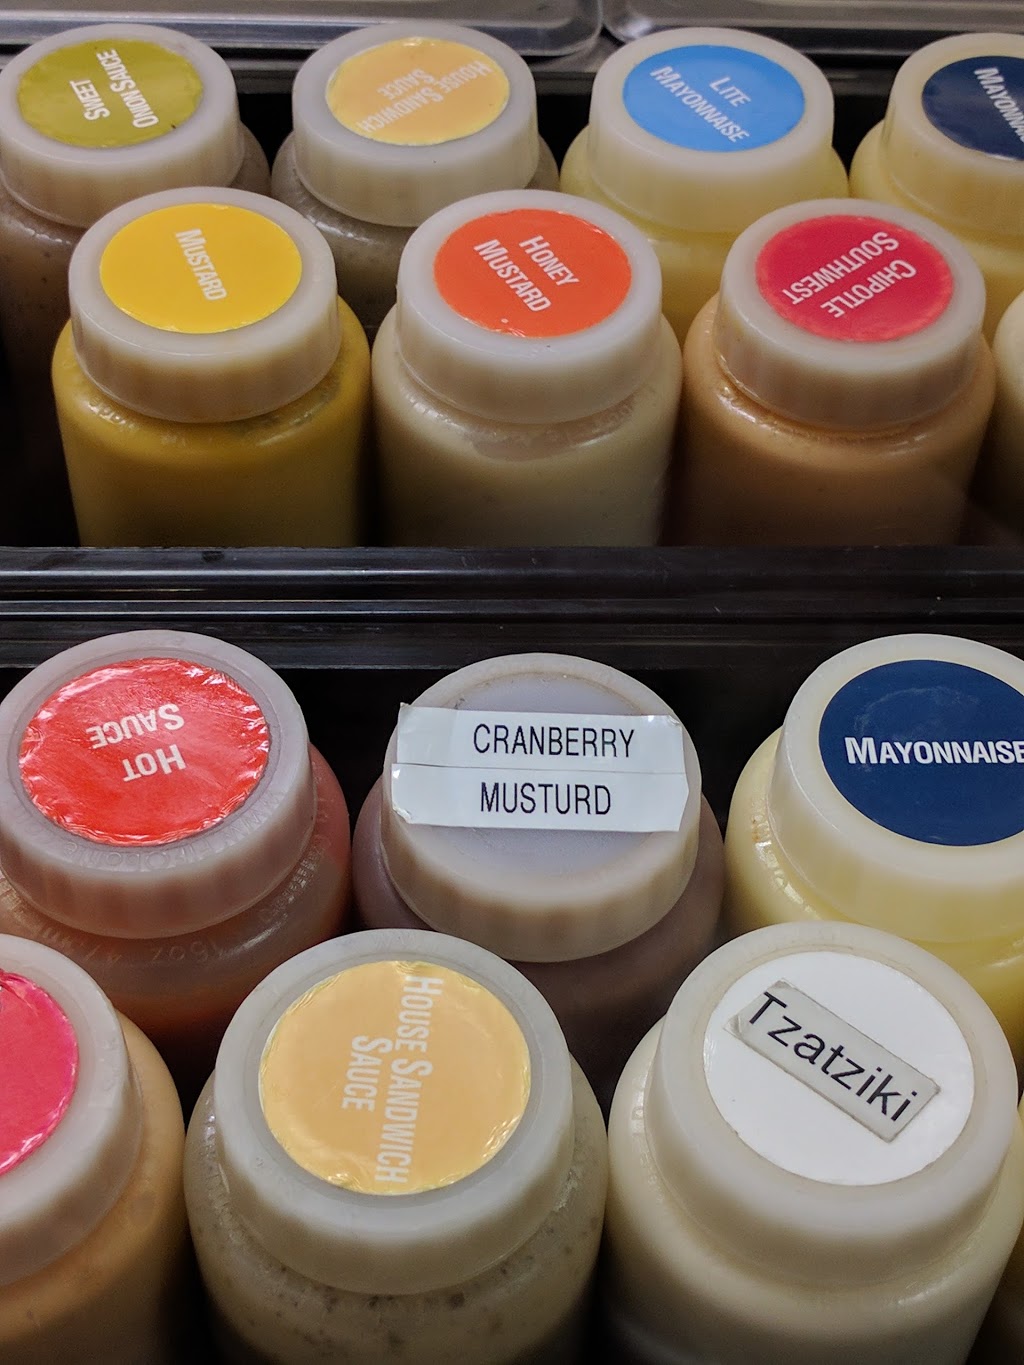 SWEET
ONION SAUCE
HOUSE SANDWICH
SAUCE
LITE
MAYONNAISE
MUSTARD
HONEY
MUSTARD
CHIPOTLE
SOUTHWEST
HOT
SAUCE
CRANBERRY
MUSTURD
MAYONNAISE
HOUSE SANDWICH
SAUCE
Tzatziki